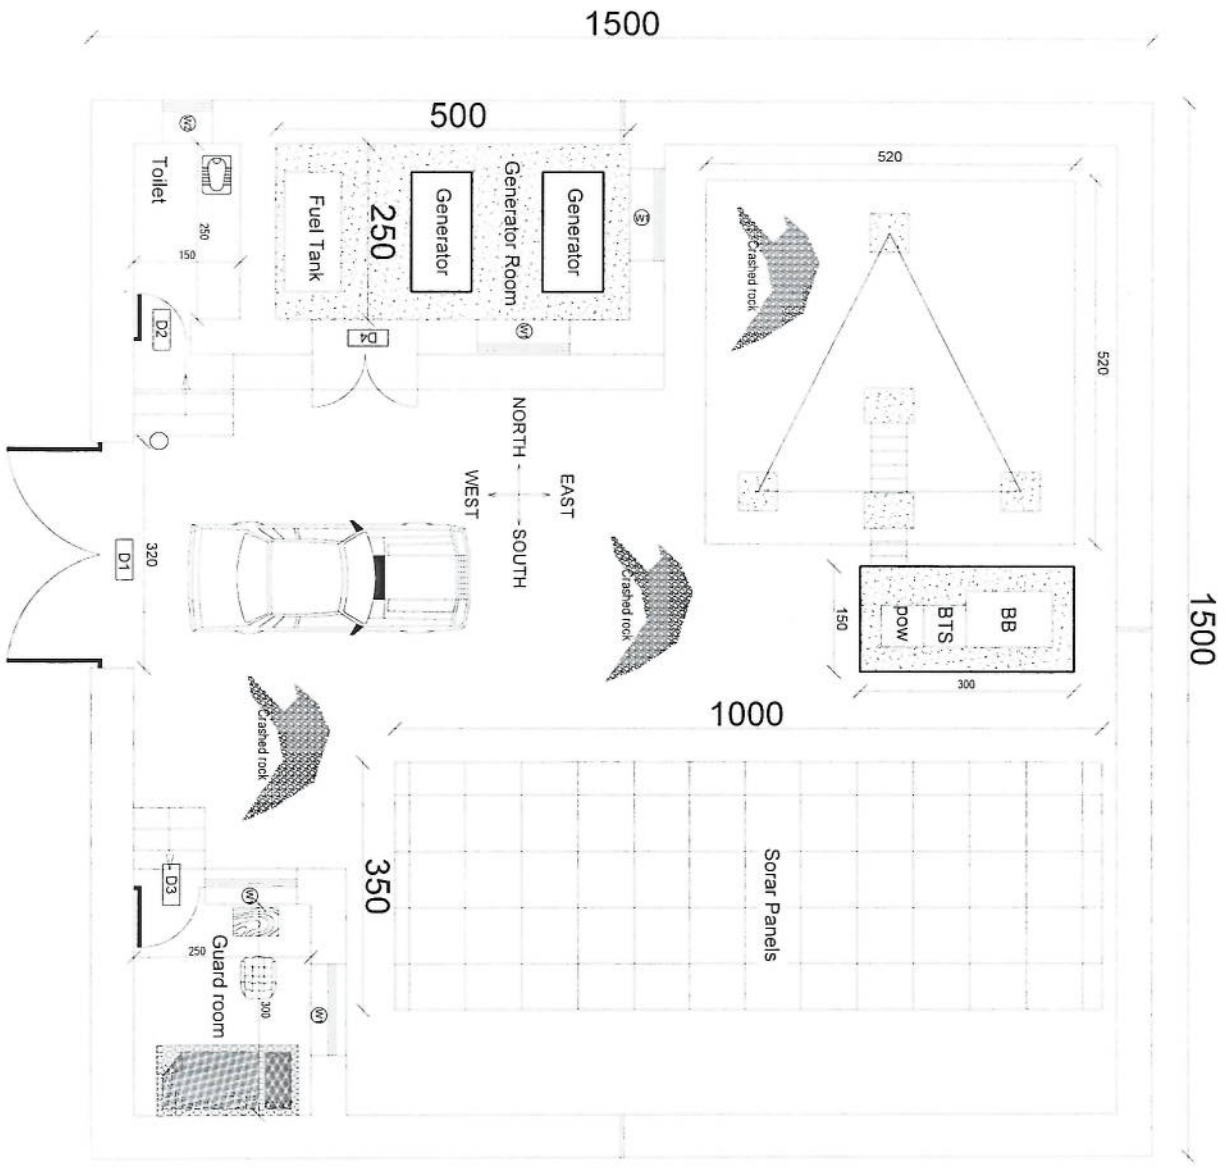 1500
500
520
W2
Toilet
250
150
Fuel Tank
250
Generator
Generator Room
Generator
W1
Crashed rock
520
D2
D4
W1
NORTH
WEST
EAST
SOUTH
D1
320
Crashed rock
150
pow
BTS
BB
300
1500
Crashed rock
1000
350
Sorar Panels
D3
W1
250
Guard room
300
W1